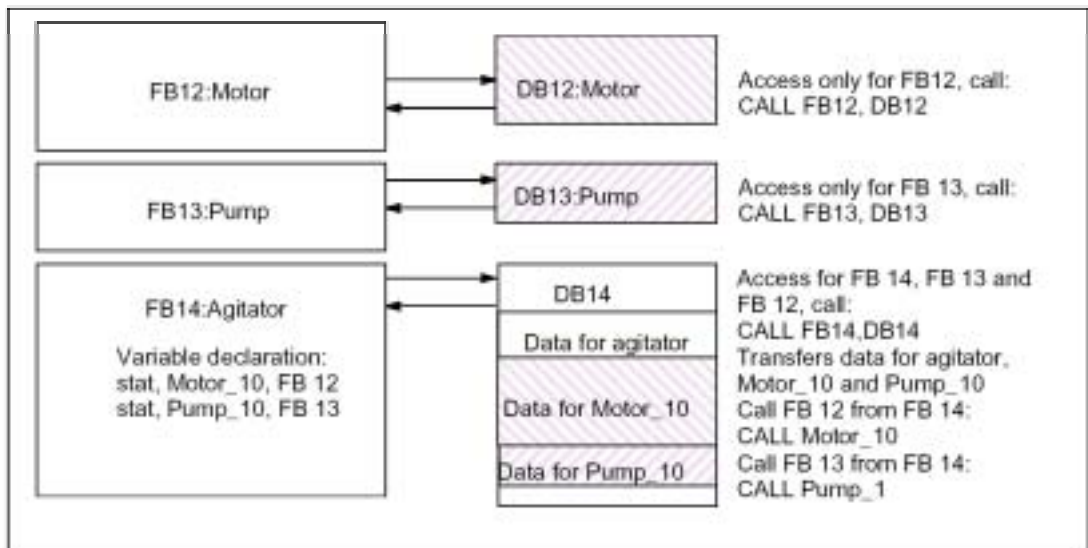 FB12:Motor
DB12:Motor
Access only for FB12, call:
CALL FB12, DB12
FB13:Pump
DB13:Pump
Access only for FB 13, call:
CALL FB13, DB13
FB14:Agitator
Variable declaration:
stat, Motor_10, FB 12
stat, Pump_10, FB 13
DB14
Data for agitator
Data for Motor_10
Data for Pump_10
Access for FB 14, FB 13 and
FB 12, call:
CALL FB14,DB14
Transfers data for agitator,
Motor_10 and Pump_10
Call FB 12 from FB 14:
CALL Motor_10
Call FB 13 from FB 14:
CALL Pump_1